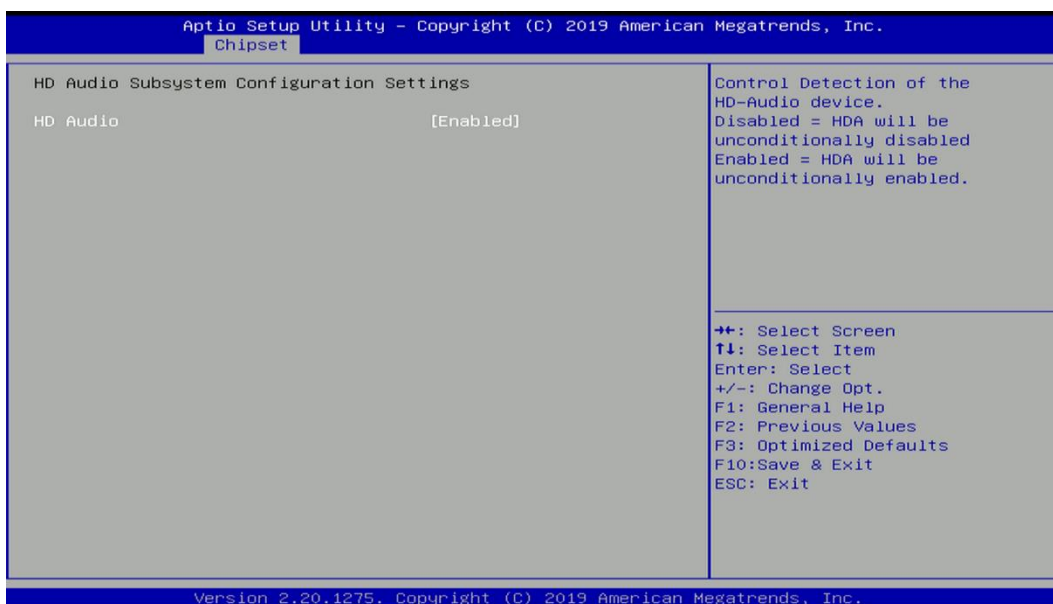 Aptio Setup Utility – Copyright (C) 2019 American Megatrends, Inc.
Chipset
HD Audio Subsystem Configuration Settings
HD Audio [Enabled]
Control Detection of the
HD-Audio device.
Disabled = HDA will be
unconditionally disabled
Enabled = HDA will be
unconditionally enabled.
→←: Select Screen
↑↓: Select Item
Enter: Select
+/-: Change Opt.
F1: General Help
F2: Previous Values
F3: Optimized Defaults
F10:Save & Exit
ESC: Exit
Version 2.20.1275. Copyright (C) 2019 American Megatrends, Inc.